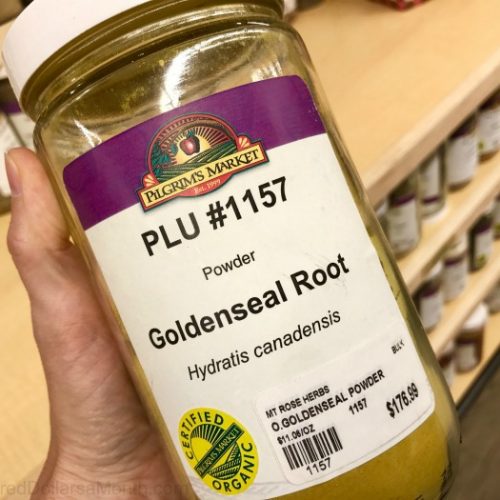 PILGRIM'S MARKET
Est. 1999
PLU #1157
Powder
Goldenseal Root
Hydratis canadensis
CERTIFIED
PILGRIM'S MARKET
ORGANIC
MT ROSE HERBS
BULK
O.GOLDENSEAL POWDER
$11.06/OZ
1157
$176.99
1157